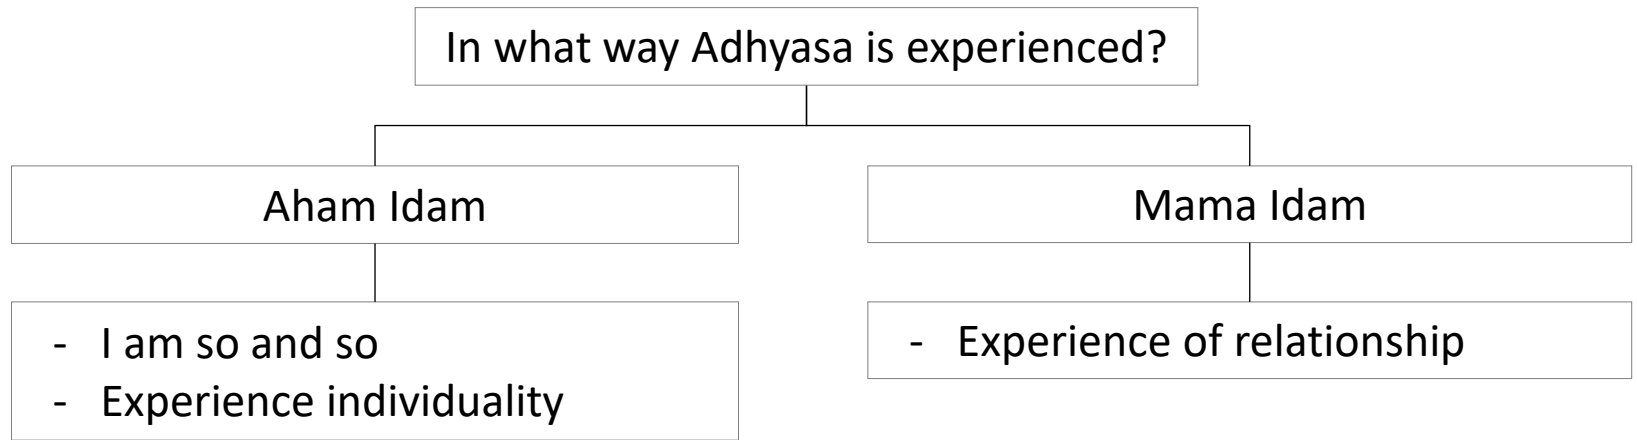 In what way Adhyasa is experienced?
Aham Idam
Mama Idam
- I am so and so
- Experience individuality
- Experience of relationship